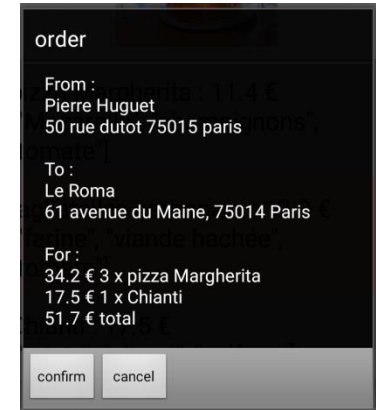 order
From :
Pierre Huguet
50 rue dutot 75015 paris
To :
Le Roma
61 avenue du Maine, 75014 Paris
For :
34.2 € 3 x pizza Margherita
17.5 € 1 x Chianti
51.7 € total
confirm cancel